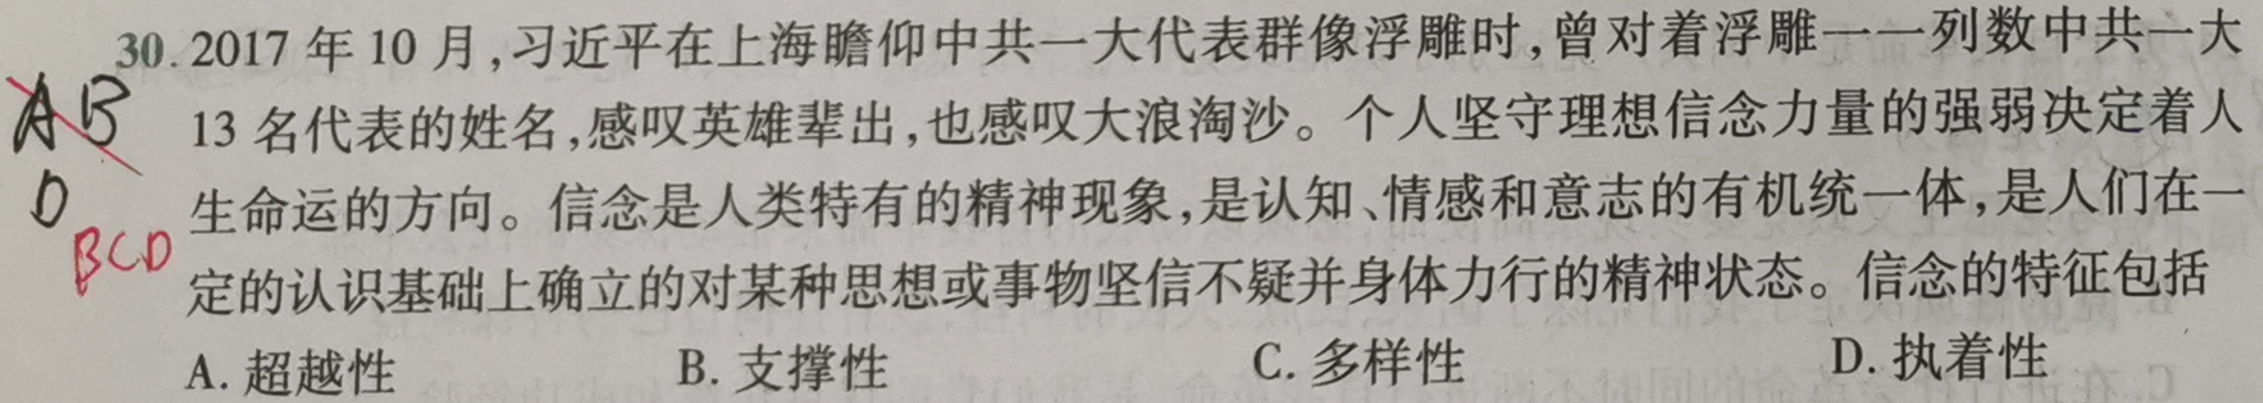 30.2017年10月,习近平在上海瞻仰中共一大代表群像浮雕时,曾对着浮雕一一列数中共一大
AB
13名代表的姓名,感叹英雄辈出,也感叹大浪淘沙。个人坚守理想信念力量的强弱决定着人
D
生命运的方向。信念是人类特有的精神现象,是认知、情感和意志的有机统一体,是人们在一
BCD
定的认识基础上确立的对某种思想或事物坚信不疑并身体力行的精神状态。信念的特征包括
A. 超越性 B. 支撑性 C. 多样性 D. 执着性